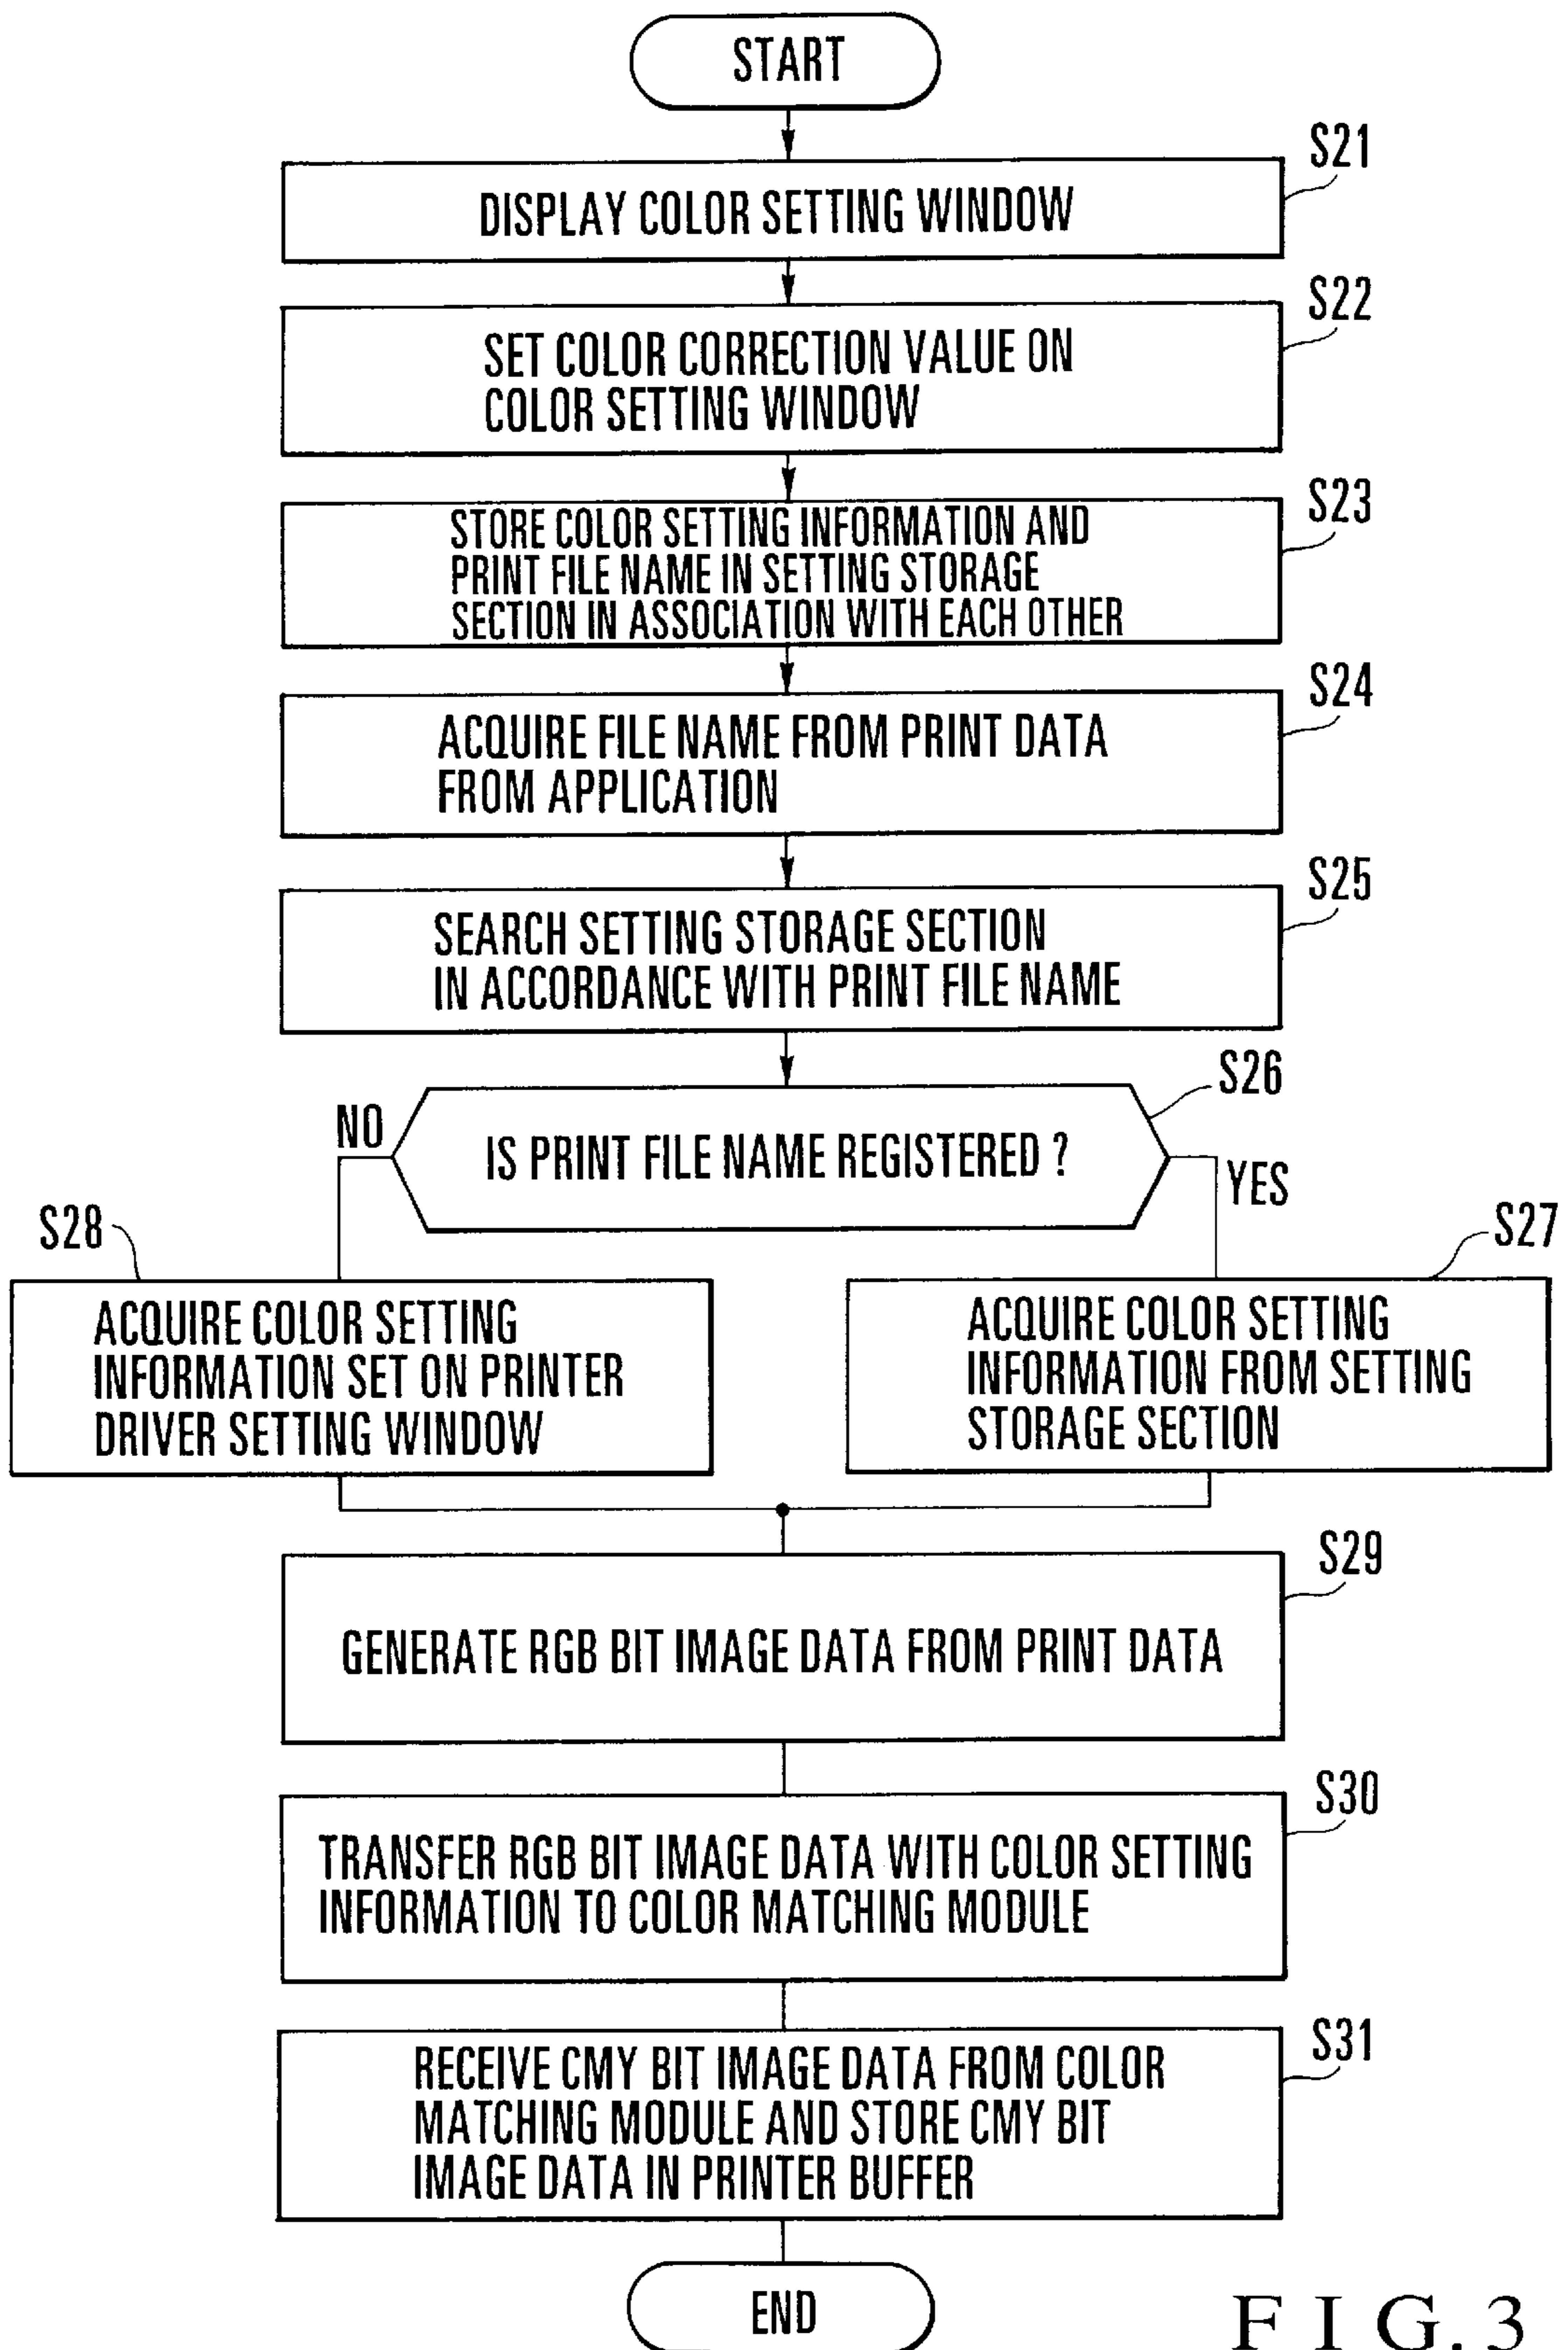 START
S21
DISPLAY COLOR SETTING WINDOW
S22
SET COLOR CORRECTION VALUE ON
COLOR SETTING WINDOW
S23
STORE COLOR SETTING INFORMATION AND
PRINT FILE NAME IN SETTING STORAGE
SECTION IN ASSOCIATION WITH EACH OTHER
S24
ACQUIRE FILE NAME FROM PRINT DATA
FROM APPLICATION
S25
SEARCH SETTING STORAGE SECTION
IN ACCORDANCE WITH PRINT FILE NAME
S26
NO
IS PRINT FILE NAME REGISTERED ?
YES
S28
ACQUIRE COLOR SETTING
INFORMATION SET ON PRINTER
DRIVER SETTING WINDOW
S27
ACQUIRE COLOR SETTING
INFORMATION FROM SETTING
STORAGE SECTION
S29
GENERATE RGB BIT IMAGE DATA FROM PRINT DATA
S30
TRANSFER RGB BIT IMAGE DATA WITH COLOR SETTING
INFORMATION TO COLOR MATCHING MODULE
S31
RECEIVE CMY BIT IMAGE DATA FROM COLOR
MATCHING MODULE AND STORE CMY BIT
IMAGE DATA IN PRINTER BUFFER
END
FIG.3